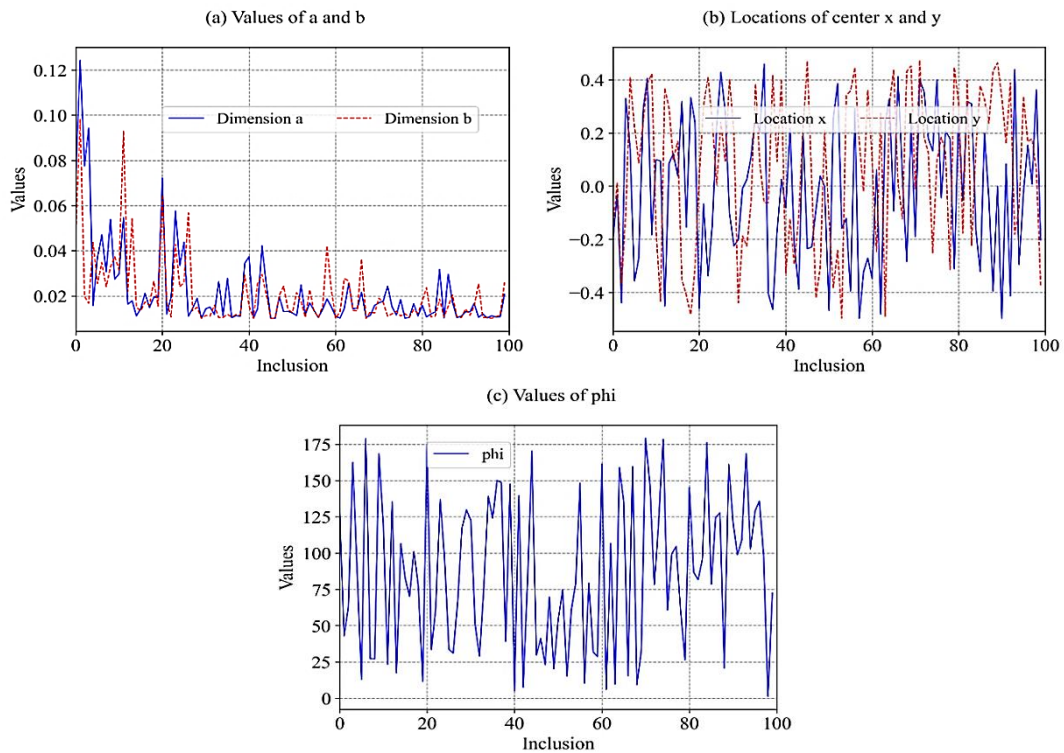 (a) Values of a and b
0.12
0.10
0.08
0.06
0.04
0.02
Values
Dimension a
Dimension b
0 20 40 60 80 100
Inclusion
(b) Locations of center x and y
0.4
0.2
0.0
−0.2
−0.4
Values
Location x
Location y
0 20 40 60 80 100
Inclusion
(c) Values of phi
175
150
125
100
75
50
25
0
Values
phi
0 20 40 60 80 100
Inclusion